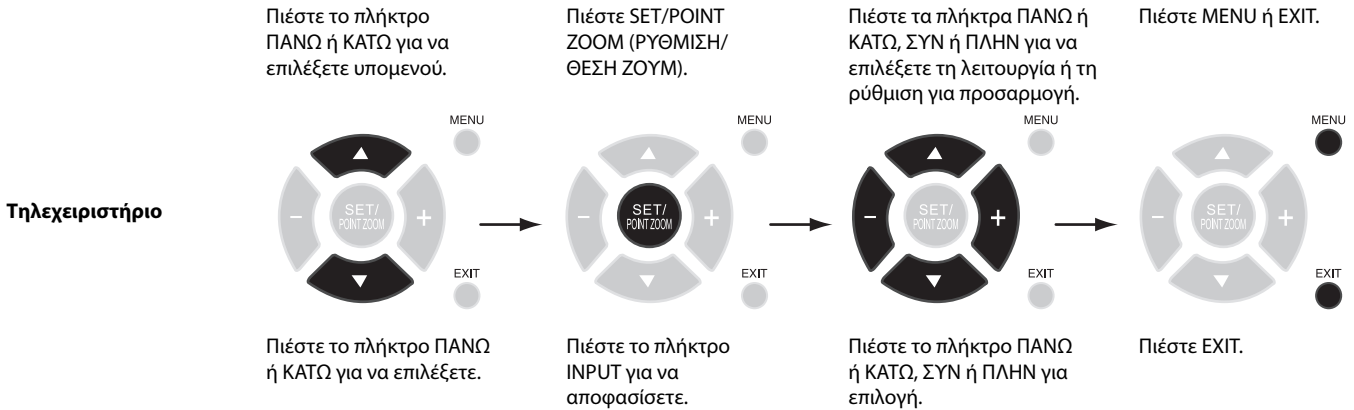 Πιέστε το πλήκτρο
ΠΑΝΩ ή ΚΑΤΩ για να
επιλέξετε υπομενού.
Πιέστε SET/POINT
ZOOM (ΡΥΘΜΙΣΗ/
ΘΕΣΗ ΖΟΥΜ).
Πιέστε τα πλήκτρα ΠΑΝΩ ή
ΚΑΤΩ, ΣΥΝ ή ΠΛΗΝ για να
επιλέξετε τη λειτουργία ή τη
ρύθμιση για προσαρμογή.
Πιέστε MENU ή EXIT.
Τηλεχειριστήριο
MENU
SET/
POINT ZOOM
EXIT
MENU
SET/
POINT ZOOM
EXIT
MENU
SET/
POINT ZOOM
EXIT
MENU
SET/
POINT ZOOM
EXIT
Πιέστε το πλήκτρο ΠΑΝΩ
ή ΚΑΤΩ για να επιλέξετε.
Πιέστε το πλήκτρο
INPUT για να
αποφασίσετε.
Πιέστε το πλήκτρο ΠΑΝΩ
ή ΚΑΤΩ, ΣΥΝ ή ΠΛΗΝ για
επιλογή.
Πιέστε EXIT.